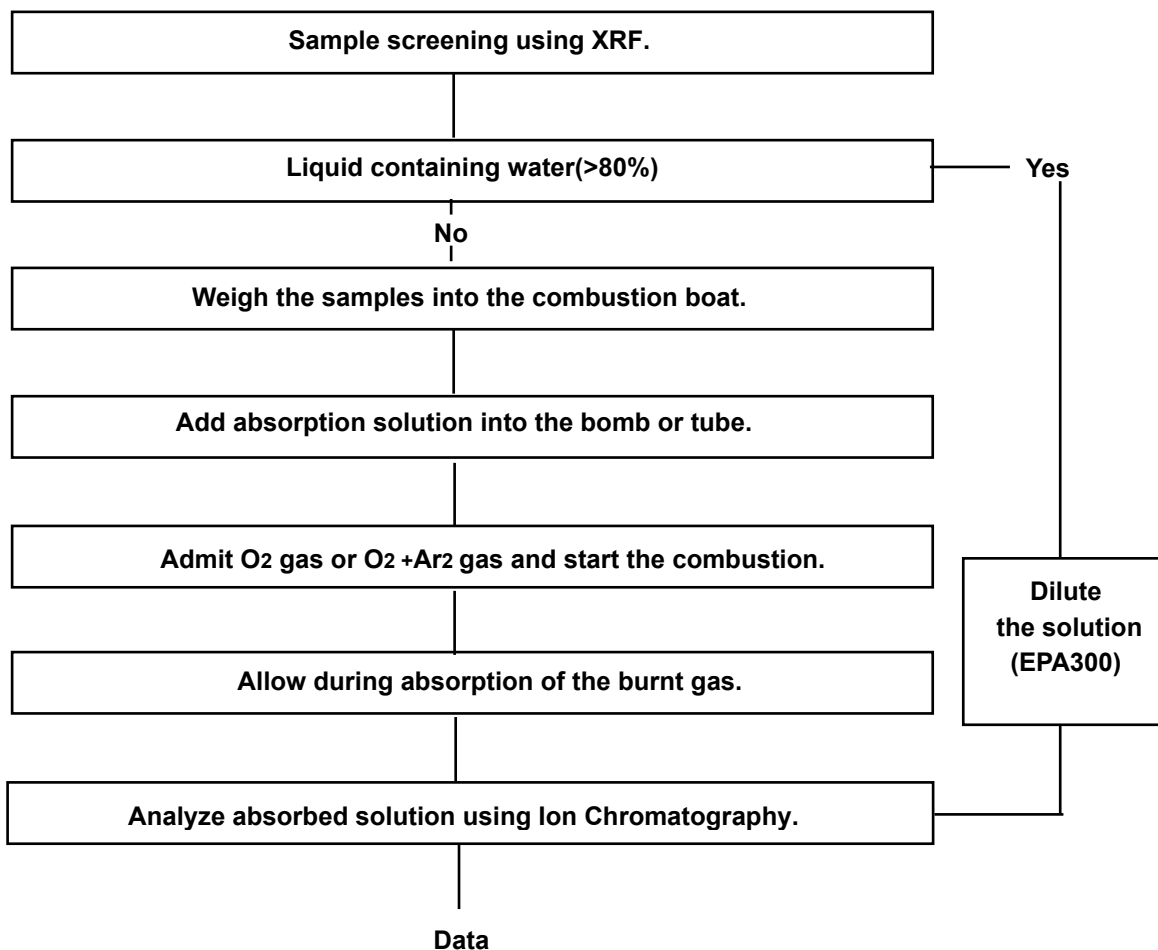 Sample screening using XRF.
Liquid containing water(>80%)
Yes
No
Weigh the samples into the combustion boat.
Add absorption solution into the bomb or tube.
Admit O2 gas or O2 +Ar2 gas and start the combustion.
Dilute
the solution
(EPA300)
Allow during absorption of the burnt gas.
Analyze absorbed solution using Ion Chromatography.
Data